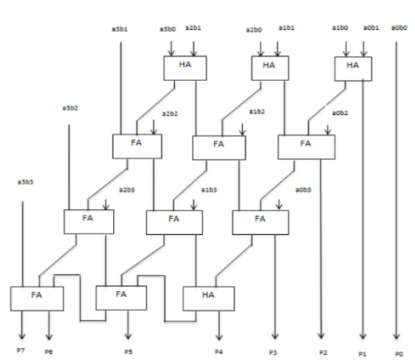 a3b1 a3b0 a2b1 a2b0 a1b1 a1b0 a0b1 a0b0
HA HA HA
a3b2 a2b2 a1b2 a0b2
FA FA FA
a3b3 a2b3 a1b3 a0b3
FA FA FA
FA FA HA
P7 P6 P5 P4 P3 P2 P1 P0